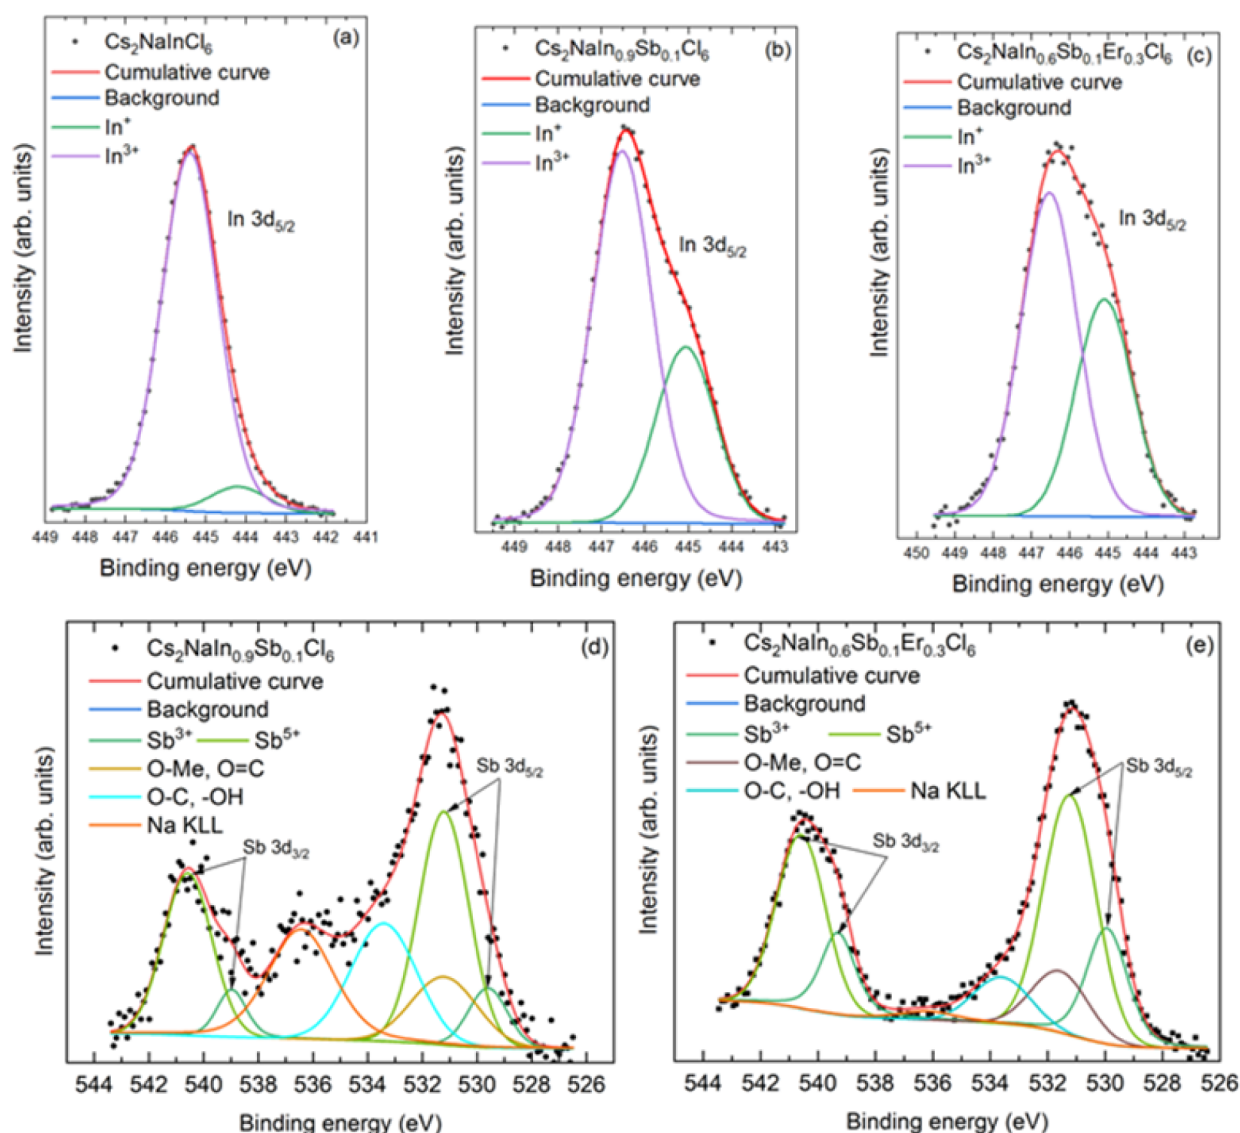 (a)
Cs₂NaInCl₆
Cumulative curve
Background
In⁺
In³⁺
In 3d₅/₂
Intensity (arb. units)
449 448 447 446 445 444 443 442 441
Binding energy (eV)
(b)
Cs₂NaIn₀.₉Sb₀.₁Cl₆
Cumulative curve
Background
In⁺
In³⁺
In 3d₅/₂
Intensity (arb. units)
449 448 447 446 445 444 443
Binding energy (eV)
(c)
Cs₂NaIn₀.₆Sb₀.₁Er₀.₃Cl₆
Cumulative curve
Background
In⁺
In³⁺
In 3d₅/₂
Intensity (arb. units)
450 449 448 447 446 445 444 443
Binding energy (eV)
(d)
Cs₂NaIn₀.₉Sb₀.₁Cl₆
Cumulative curve
Background
Sb³⁺ Sb⁵⁺
O-Me, O=C
O-C, -OH
Na KLL
Sb 3d₅/₂
Sb 3d₃/₂
Intensity (arb. units)
544 542 540 538 536 534 532 530 528 526
Binding energy (eV)
(e)
Cs₂NaIn₀.₆Sb₀.₁Er₀.₃Cl₆
Cumulative curve
Background
Sb³⁺ Sb⁵⁺
O-Me, O=C
O-C, -OH Na KLL
Sb 3d₅/₂
Sb 3d₃/₂
Intensity (arb. units)
544 542 540 538 536 534 532 530 528 526
Binding energy (eV)